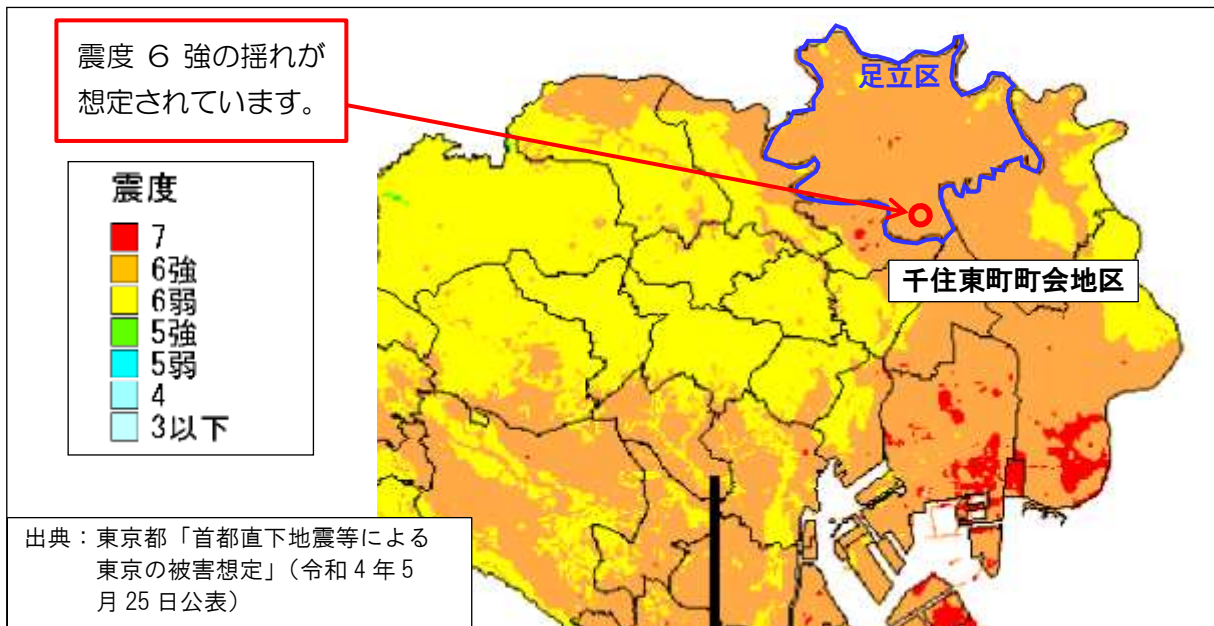 震度 6 強の揺れが
想定されています。
足立区
千住東町町会地区
震度
7
6強
6弱
5強
5弱
4
3以下
出典：東京都「首都直下地震等による
東京の被害想定」（令和４年５
月 25 日公表）